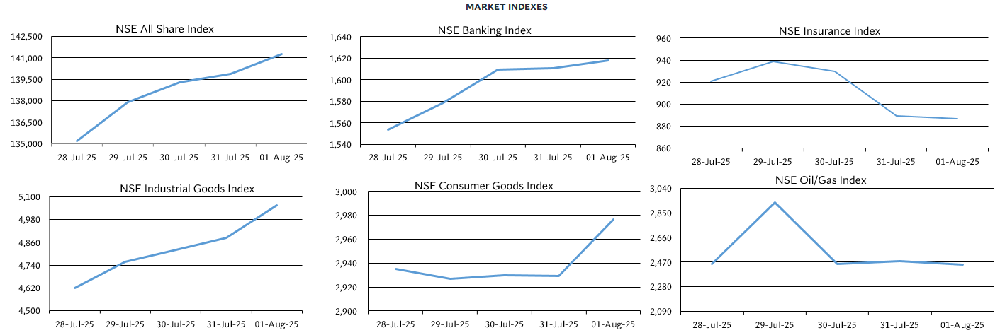 MARKET INDEXES
NSE All Share Index
142,500
141,000
139,500
138,000
136,500
135,000
28-Jul-25 29-Jul-25 30-Jul-25 31-Jul-25 01-Aug-25
NSE Banking Index
1,640
1,620
1,600
1,580
1,560
1,540
28-Jul-25 29-Jul-25 30-Jul-25 31-Jul-25 01-Aug-25
NSE Insurance Index
960
940
920
900
880
860
28-Jul-25 29-Jul-25 30-Jul-25 31-Jul-25 01-Aug-25
NSE Industrial Goods Index
5,100
4,980
4,860
4,740
4,620
4,500
28-Jul-25 29-Jul-25 30-Jul-25 31-Jul-25 01-Aug-25
NSE Consumer Goods Index
3,000
2,980
2,960
2,940
2,920
2,900
28-Jul-25 29-Jul-25 30-Jul-25 31-Jul-25 01-Aug-25
NSE Oil/Gas Index
3,040
2,850
2,660
2,470
2,280
2,090
28-Jul-25 29-Jul-25 30-Jul-25 31-Jul-25 01-Aug-25